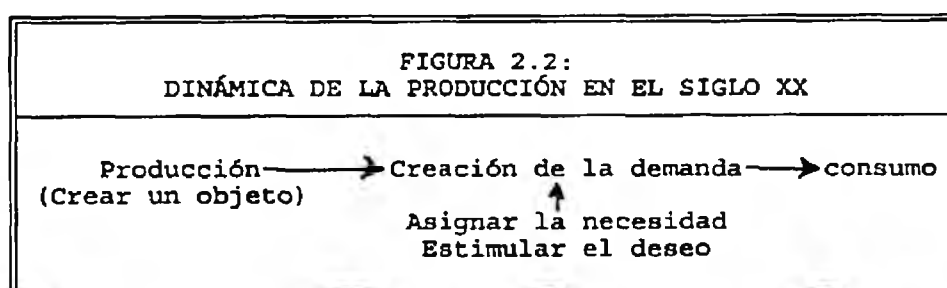 FIGURA 2.2:
DINÁMICA DE LA PRODUCCIÓN EN EL SIGLO XX
Producción Creación de la demanda consumo
(Crear un objeto)
Asignar la necesidad
Estimular el deseo